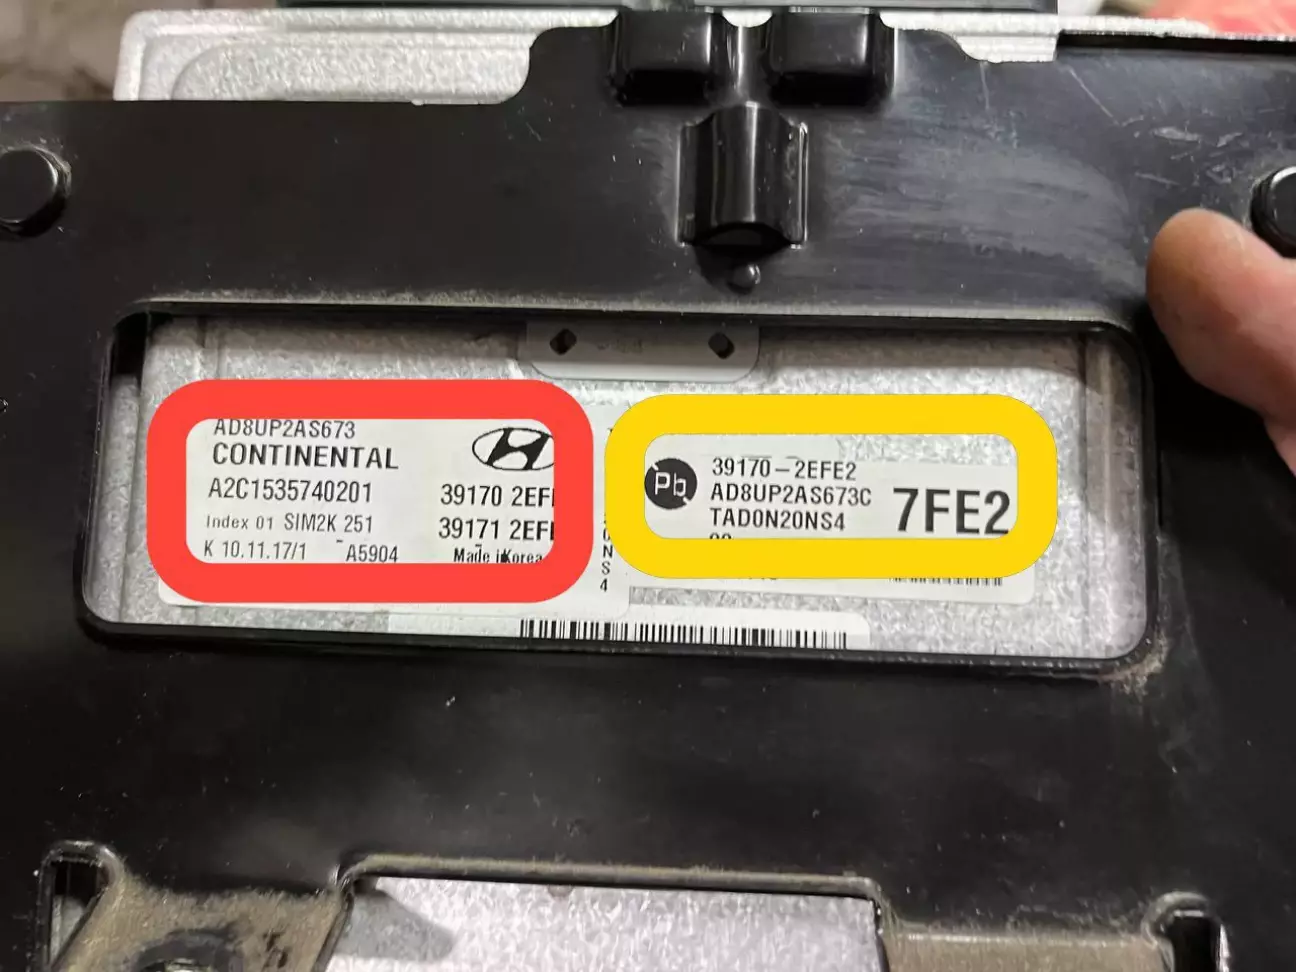 AD8UP2AS673
CONTINENTAL
A2C1535740201
39170 2EF
Index 01 SIM2K 251
39171 2EF
K 10.11.17/1 A5904
Made in Korea
NS4
Pb
39170-2EFE2
AD8UP2AS673C
TAD0N20NS4
7FE2